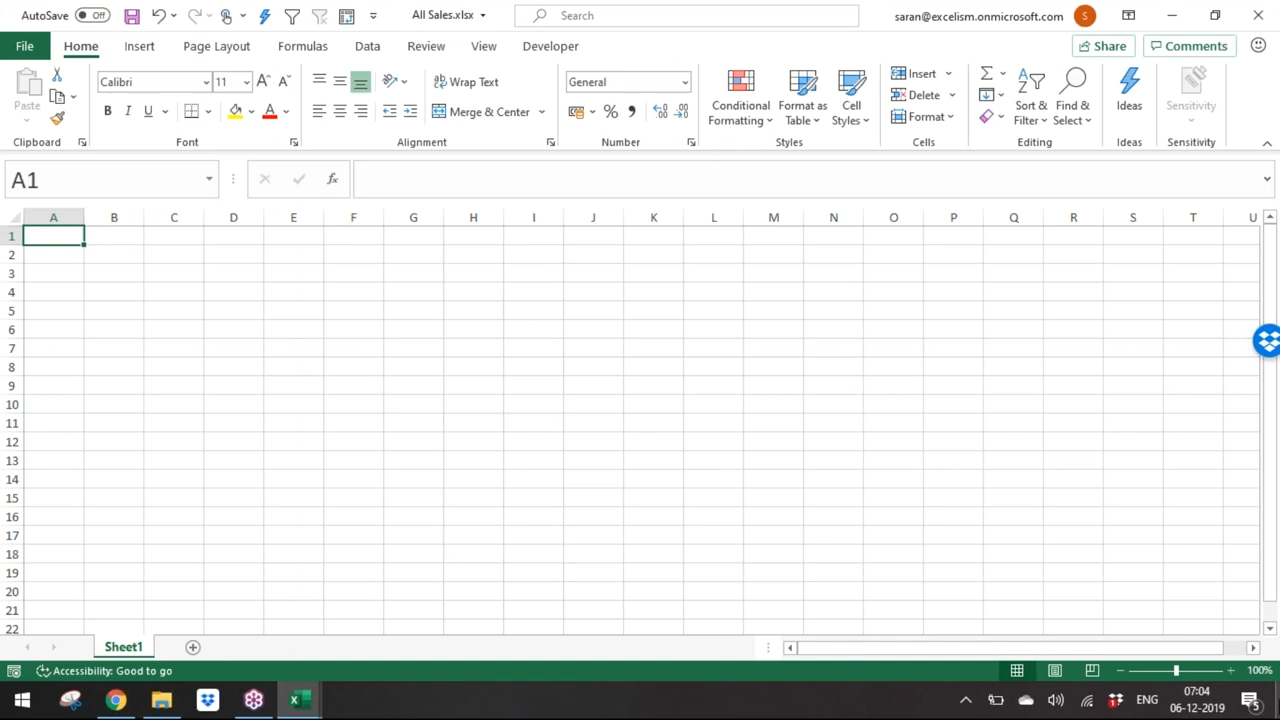 AutoSave Off All Sales.xlsx Search saran@excelism.onmicrosoft.com S
File Home Insert Page Layout Formulas Data Review View Developer Share Comments
Paste
Calibri 11
B I U A
Wrap Text
Merge & Center
General
% ,
Conditional Formatting
Format as Table
Cell Styles
Insert
Delete
Format
Sort & Filter
Find & Select
Ideas
Sensitivity
Clipboard Font Alignment Number Styles Cells Editing Ideas Sensitivity
A1 fx
A B C D E F G H I J K L M N O P Q R S T U
1
2
3
4
5
6
7
8
9
10
11
12
13
14
15
16
17
18
19
20
21
22
Sheet1
Accessibility: Good to go 100%
ENG 07:04
06-12-2019 5